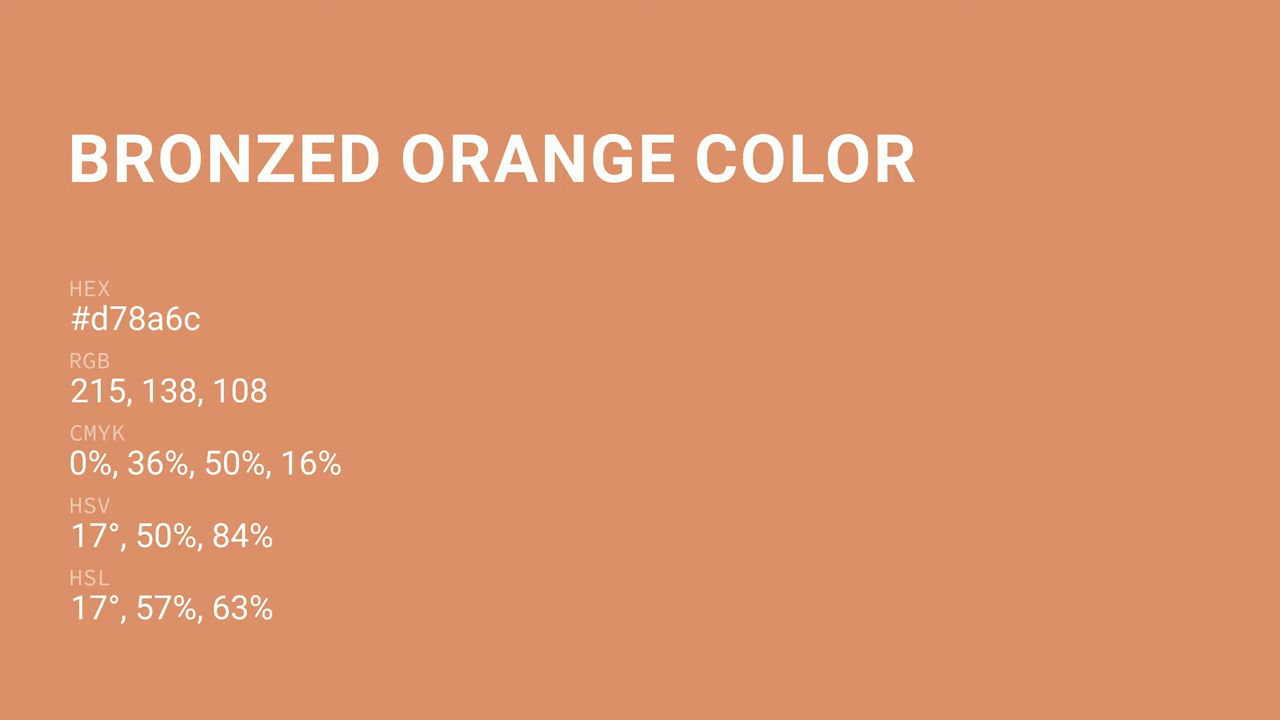 BRONZED ORANGE COLOR
HEX
#d78a6c
RGB
215, 138, 108
CMYK
0%, 36%, 50%, 16%
HSV
17°, 50%, 84%
HSL
17°, 57%, 63%